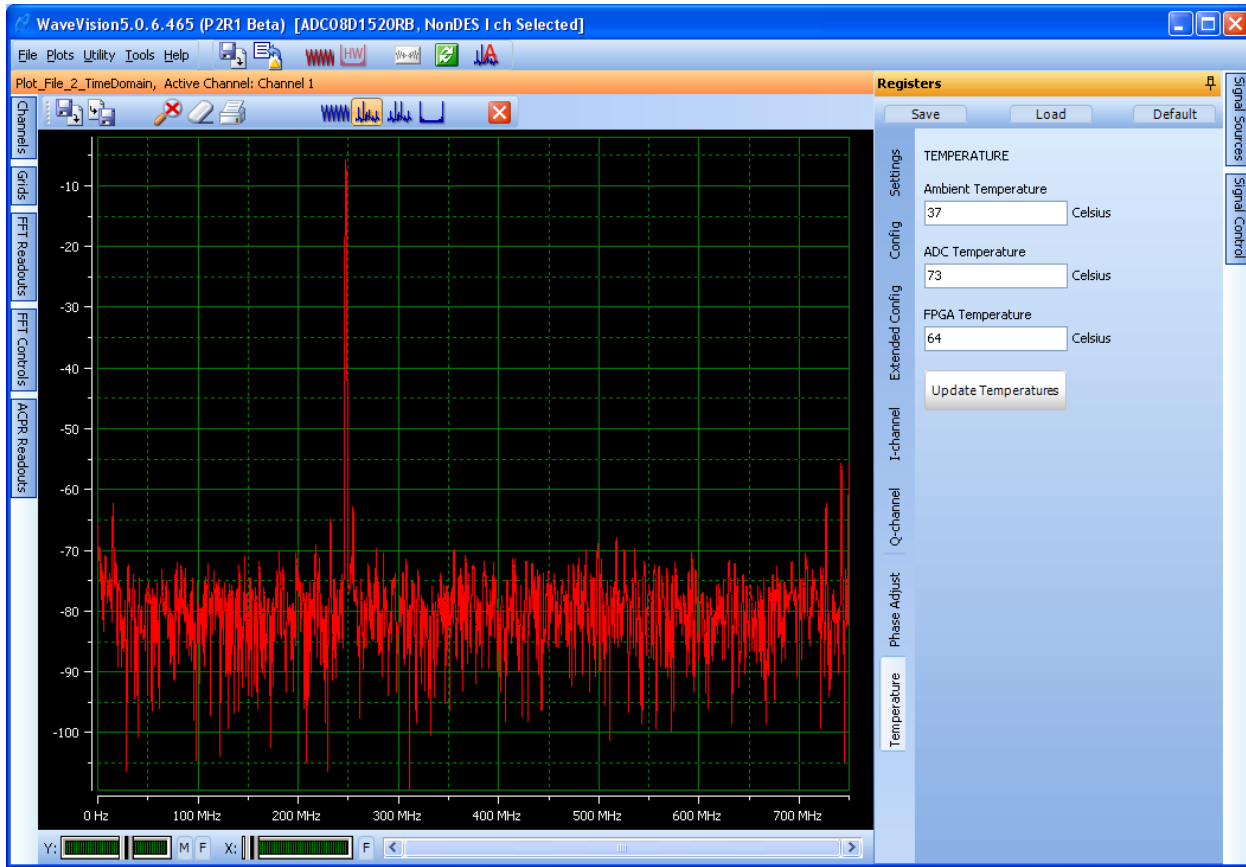 WaveVision5.0.6.465 (P2R1 Beta) [ADC08D1520RB, NonDES I ch Selected]
File Plots Utility Tools Help
HW
A
Plot_File_2_TimeDomain, Active Channel: Channel 1
Channels
Grids
FFT Readouts
FFT Controls
ACPR Readouts
-10
-20
-30
-40
-50
-60
-70
-80
-90
-100
0 Hz 100 MHz 200 MHz 300 MHz 400 MHz 500 MHz 600 MHz 700 MHz
Y: M F X: F
Registers
Save Load Default
Settings
Config
Extended Config
I-channel
Q-channel
Phase Adjust
Temperature
TEMPERATURE
Ambient Temperature
37 Celsius
ADC Temperature
73 Celsius
FPGA Temperature
64 Celsius
Update Temperatures
Signal Sources
Signal Control